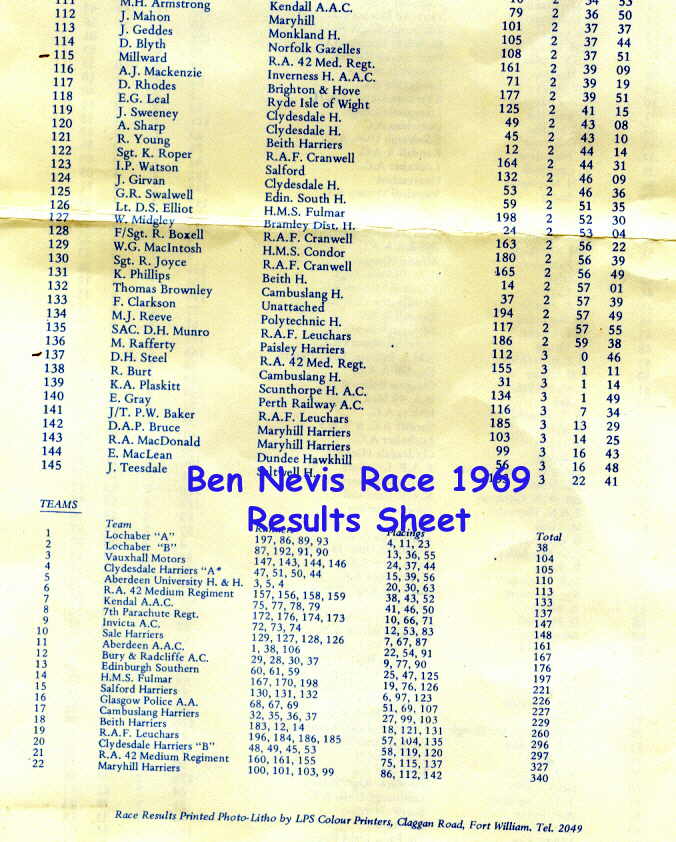 10 2 34 53
111 M.H. Armstrong Kendall A.A.C. 79 2 36 50
112 J. Mahon Maryhill 101 2 37 37
113 J. Geddes Monkland H. 105 2 37 44
114 D. Blyth Norfolk Gazelles 108 2 37 51
115 Millward R.A. 42 Med. Regt. 161 2 39 09
116 A.J. Mackenzie Inverness H. A.A.C. 71 2 39 19
117 D. Rhodes Brighton & Hove 177 2 39 51
118 E.G. Leal Ryde Isle of Wight 125 2 41 15
119 J. Sweeney Clydesdale H. 49 2 43 08
120 A. Sharp Clydesdale H. 45 2 43 10
121 R. Young Beith Harriers 12 2 44 14
122 Sgt. K. Roper R.A.F. Cranwell 164 2 44 31
123 I.P. Watson Salford 132 2 46 09
124 J. Girvan Clydesdale H. 53 2 46 36
125 G.R. Swalwell Edin. South H. 59 2 51 35
126 Lt. D.S. Elliot H.M.S. Fulmar 198 2 52 30
127 W. Midgley Bramley Dist. H. 24 2 53 04
128 F/Sgt. R. Boxell R.A.F. Cranwell 163 2 56 22
129 W.G. MacIntosh H.M.S. Condor 180 2 56 39
130 Sgt. R. Joyce R.A.F. Cranwell 165 2 56 49
131 K. Phillips Beith H. 14 2 57 01
132 Thomas Brownley Cambuslang H. 37 2 57 39
133 F. Clarkson Unattached 194 2 57 49
134 M.J. Reeve Polytechnic H. 117 2 57 55
135 SAC. D.H. Munro R.A.F. Leuchars 186 2 59 38
136 M. Rafferty Paisley Harriers 112 3 0 46
137 D.H. Steel R.A. 42 Med. Regt. 155 3 1 11
138 R. Burt Cambuslang H. 31 3 1 14
139 K.A. Plaskitt Scunthorpe H. A.C. 134 3 1 49
140 E. Gray Perth Railway A.C. 116 3 7 34
141 J/T. P.W. Baker R.A.F. Leuchars 185 3 13 29
142 D.A.P. Bruce Maryhill Harriers 103 3 14 25
143 R.A. MacDonald Maryhill Harriers 99 3 16 43
144 E. MacLean Dundee Hawkhill 56 3 16 48
145 J. Teesdale Saltwell H. 3 22 41
Ben Nevis Race 1969
Results Sheet
TEAMS
Team Placings Total
1 Lochaber "A" 197, 86, 89, 93 4, 11, 23 38
2 Lochaber "B" 87, 192, 91, 90 13, 36, 55 104
3 Vauxhall Motors 147, 143, 144, 146 24, 37, 44 105
4 Clydesdale Harriers "A" 47, 51, 50, 44 15, 39, 56 110
5 Aberdeen University H. & H. 3, 5, 4 20, 30, 63 113
6 R.A. 42 Medium Regiment 157, 156, 158, 159 38, 43, 52 133
7 Kendal A.A.C. 75, 77, 78, 79 41, 46, 50 137
8 7th Parachute Regt. 172, 176, 174, 173 10, 66, 71 147
9 Invicta A.C. 72, 73, 74 12, 53, 83 148
10 Sale Harriers 129, 127, 128, 126 7, 67, 87 161
11 Aberdeen A.A.C. 1, 38, 106 22, 54, 91 167
12 Bury & Radcliffe A.C. 29, 28, 30, 37 9, 77, 90 176
13 Edinburgh Southern 60, 61, 59 25, 47, 125 197
14 H.M.S. Fulmar 167, 170, 198 19, 76, 126 221
15 Salford Harriers 130, 131, 132 6, 97, 123 226
16 Glasgow Police A.A. 68, 67, 69 51, 69, 107 227
17 Cambuslang Harriers 32, 35, 36, 37 27, 99, 103 229
18 Beith Harriers 183, 12, 14 18, 121, 131 260
19 R.A.F. Leuchars 196, 184, 186, 185 57, 104, 135 296
20 Clydesdale Harriers "B" 48, 49, 45, 53 58, 119, 120 297
21 R.A. 42 Medium Regiment 160, 161, 155 75, 115, 137 327
22 Maryhill Harriers 100, 101, 103, 99 86, 112, 142 340
Race Results Printed Photo-Litho by LPS Colour Printers, Claggan Road, Fort William. Tel. 2049